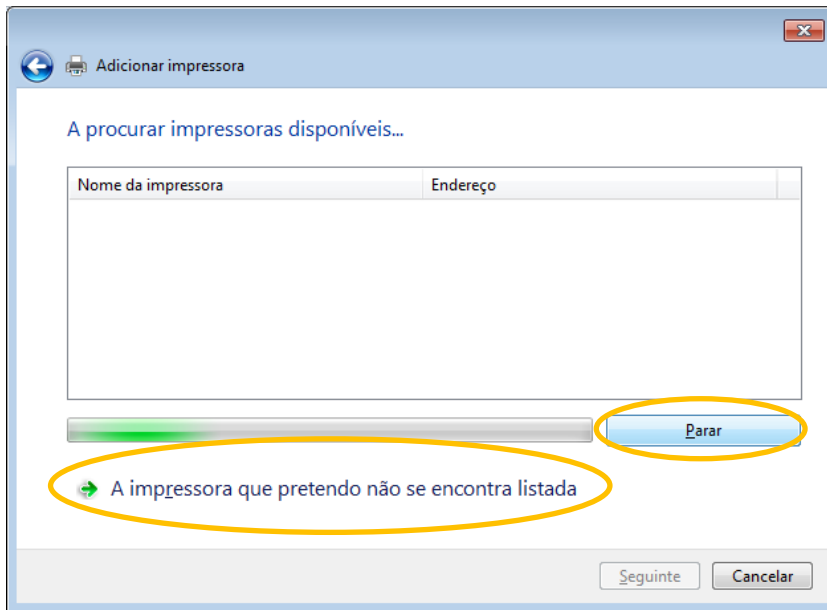 Adicionar impressora
A procurar impressoras disponíveis...
Nome da impressora Endereço
Parar
A impressora que pretendo não se encontra listada
Seguinte Cancelar